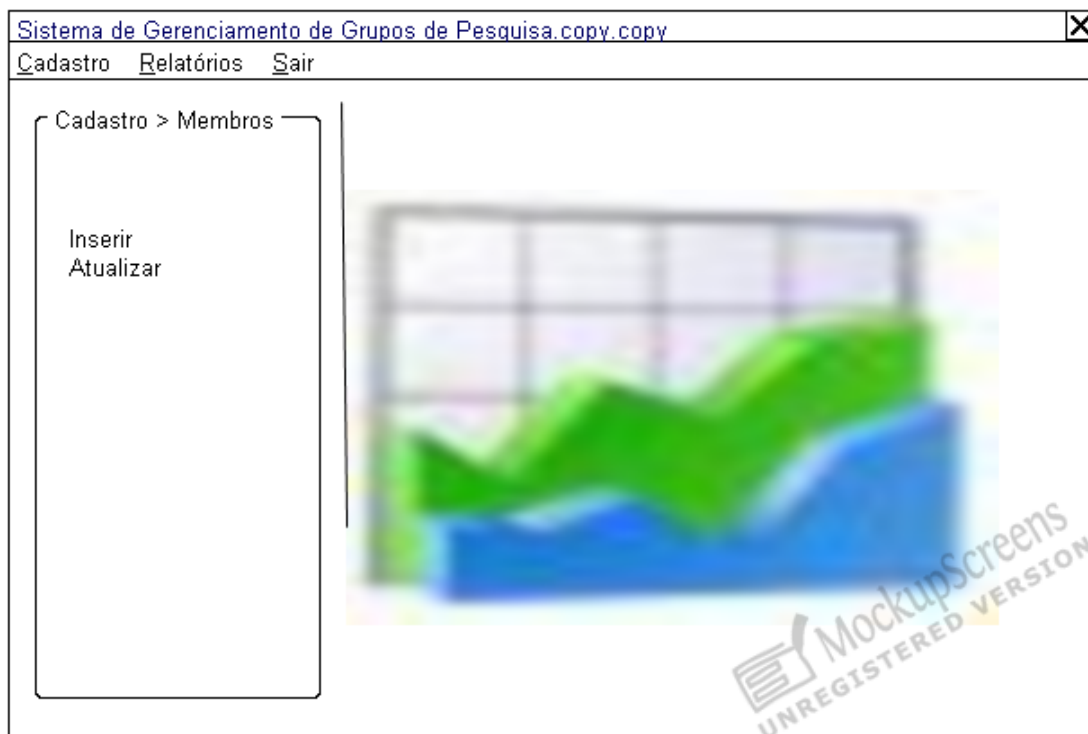 Sistema de Gerenciamento de Grupos de Pesquisa.copy.copy
Cadastro Relatórios Sair
Cadastro > Membros
Inserir
Atualizar
MockupScreens
UNREGISTERED VERSION